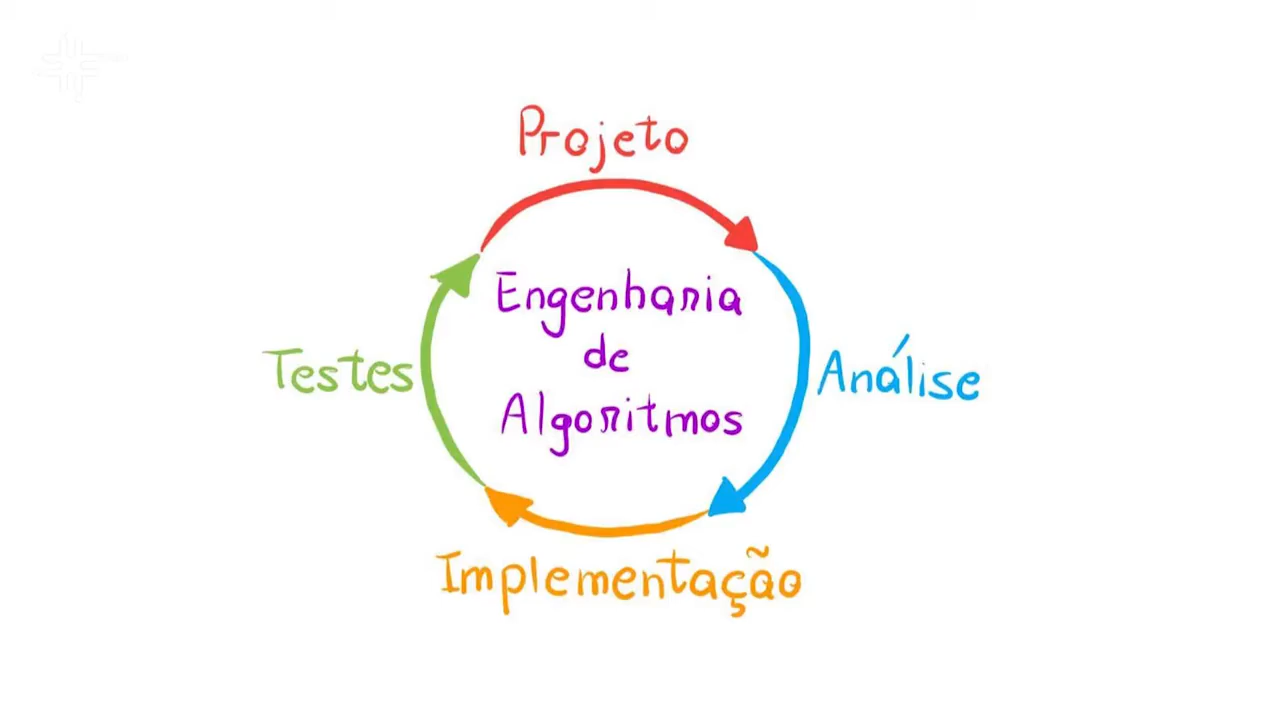 Projeto
Engenharia
de
Algoritmos
Testes
Análise
Implementação